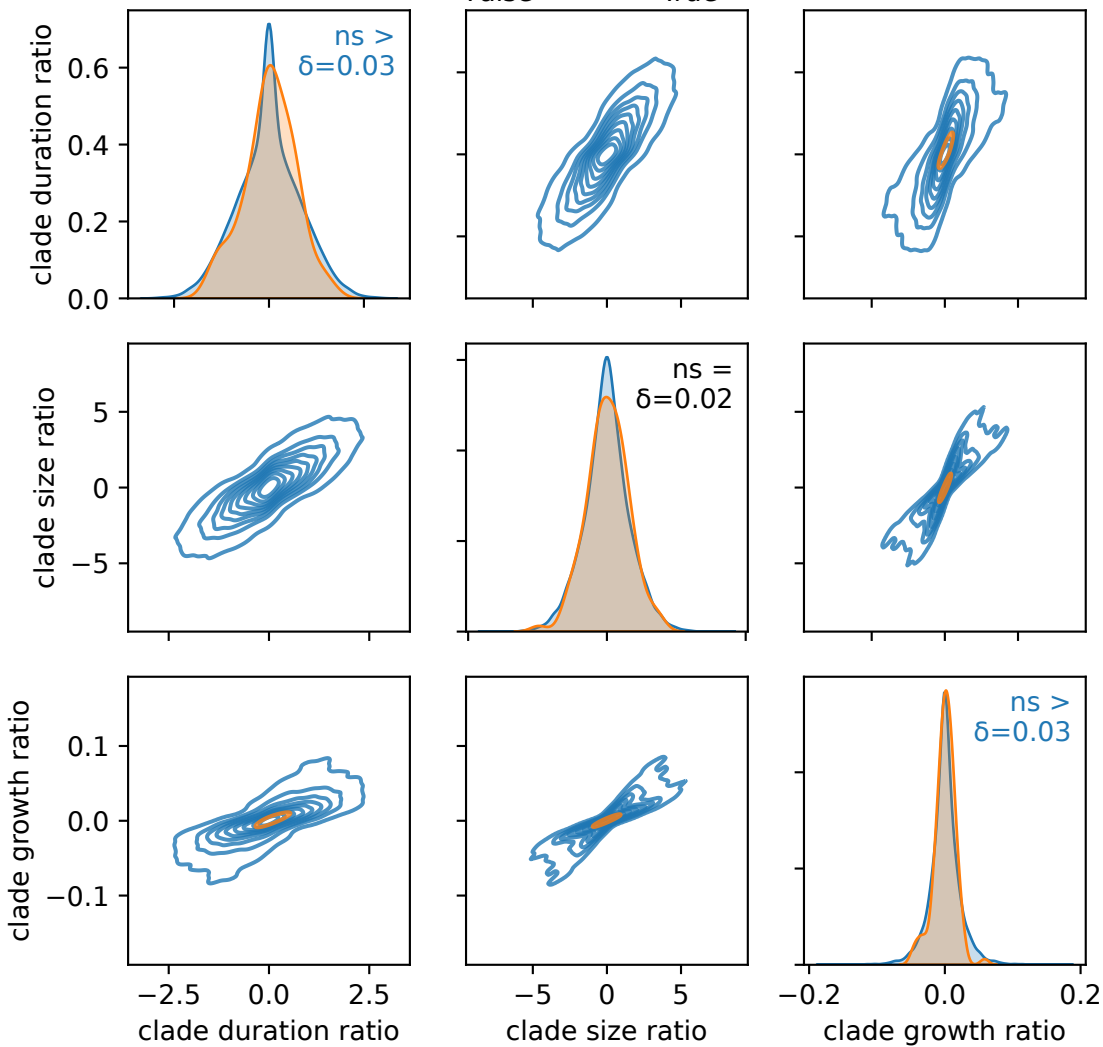 ns >
δ=0.03
clade duration ratio
0.6
0.4
0.2
0.0
ns =
δ=0.02
clade size ratio
5
0
−5
ns >
δ=0.03
clade growth ratio
0.1
0.0
−0.1
−2.5 0.0 2.5
−5 0 5
−0.2 0.0 0.2
clade duration ratio
clade size ratio
clade growth ratio